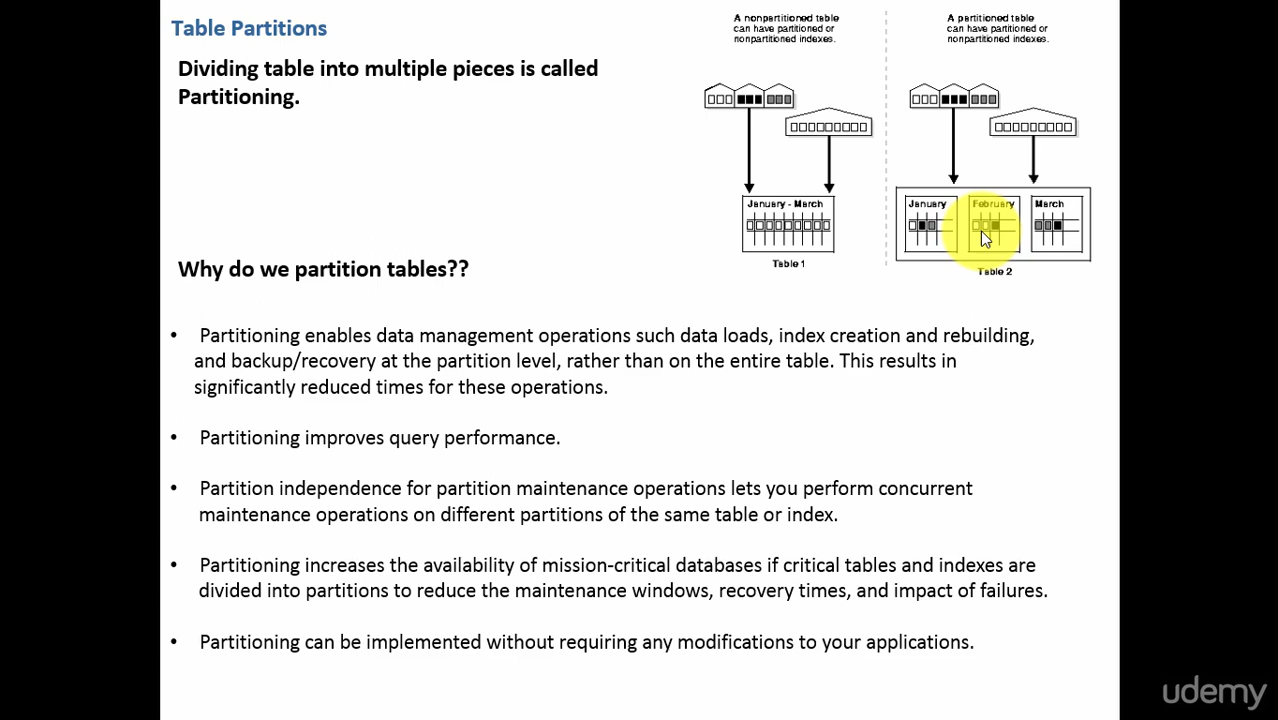 Table Partitions
Dividing table into multiple pieces is called
Partitioning.
A nonpartitioned table
can have partitioned or
nonpartitioned indexes.
A partitioned table
can have partitioned or
nonpartitioned indexes.
January - March
Table 1
January
February
March
Table 2
Why do we partition tables??
• Partitioning enables data management operations such data loads, index creation and rebuilding,
and backup/recovery at the partition level, rather than on the entire table. This results in
significantly reduced times for these operations.
• Partitioning improves query performance.
• Partition independence for partition maintenance operations lets you perform concurrent
maintenance operations on different partitions of the same table or index.
• Partitioning increases the availability of mission-critical databases if critical tables and indexes are
divided into partitions to reduce the maintenance windows, recovery times, and impact of failures.
• Partitioning can be implemented without requiring any modifications to your applications.
udemy